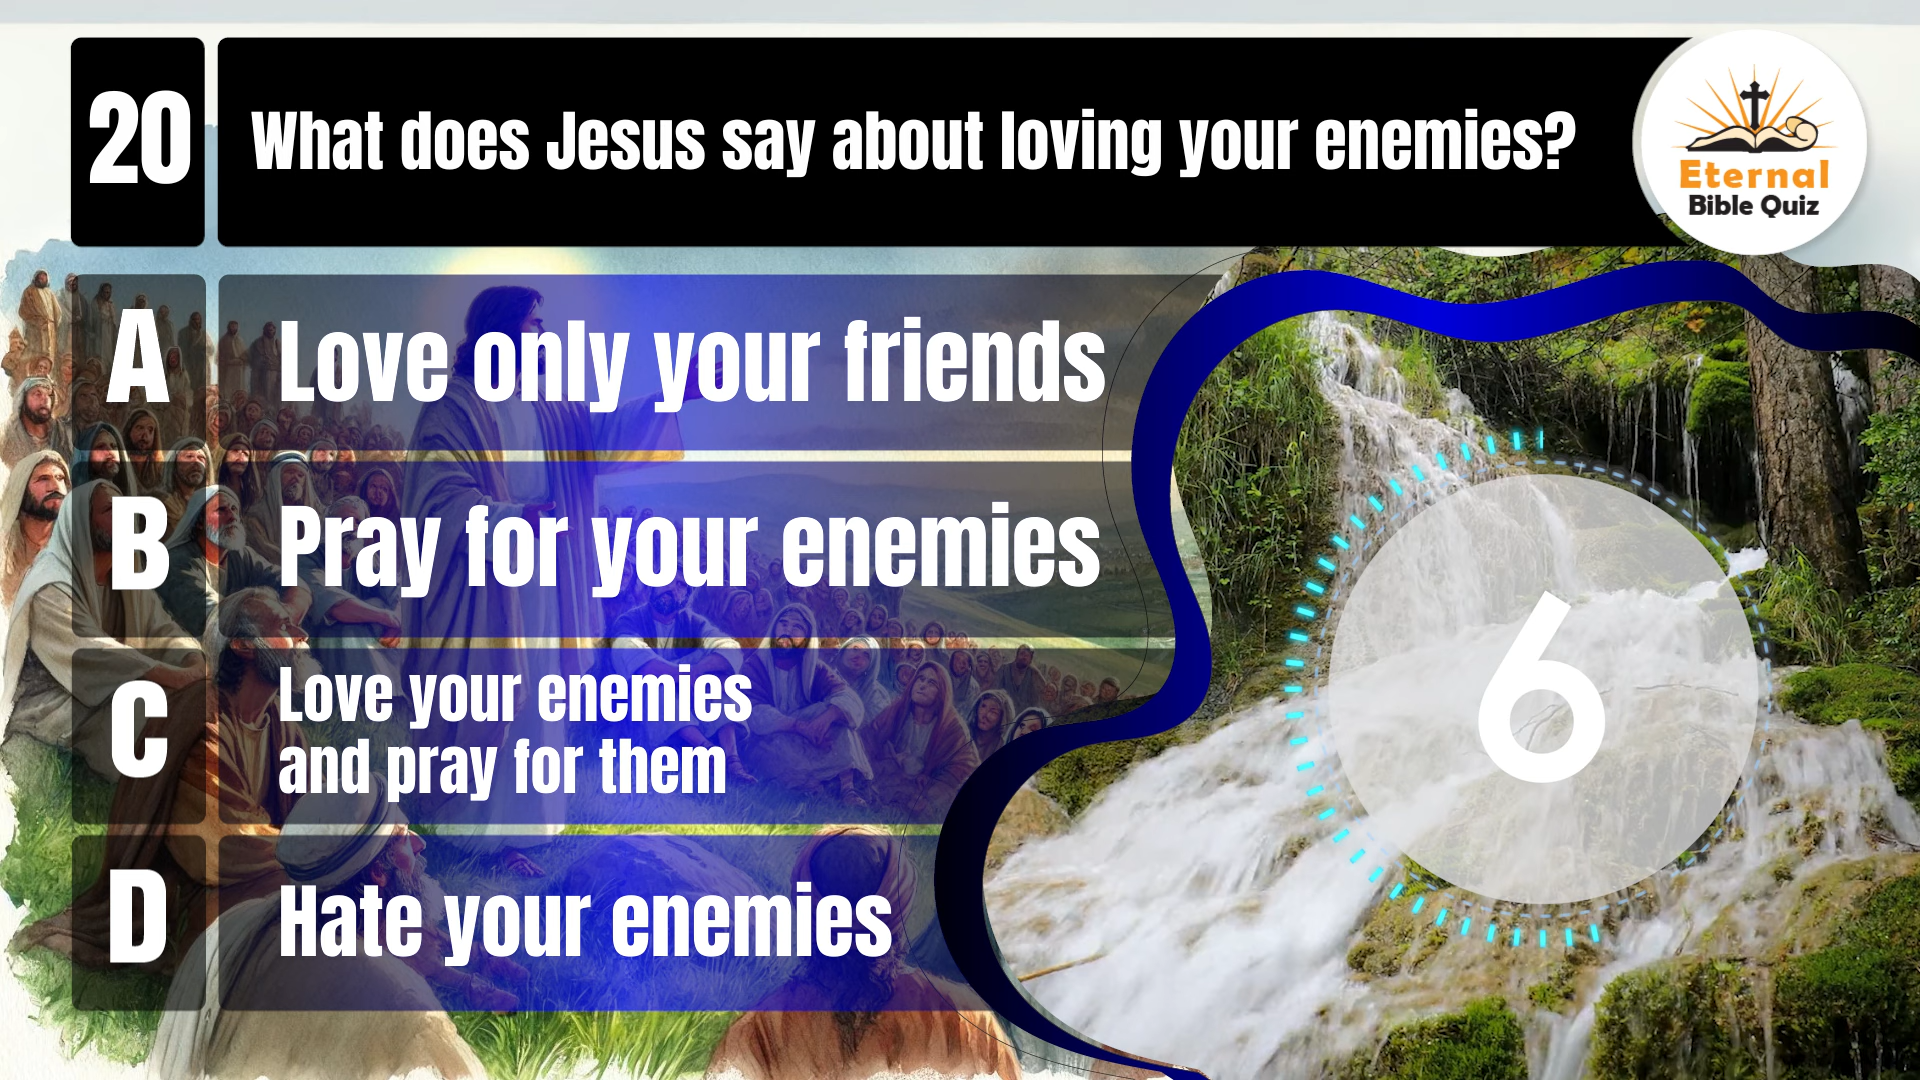 20
What does Jesus say about loving your enemies?
Eternal
Bible Quiz
A
Love only your friends
B
Pray for your enemies
C
Love your enemies
and pray for them
D
Hate your enemies
6